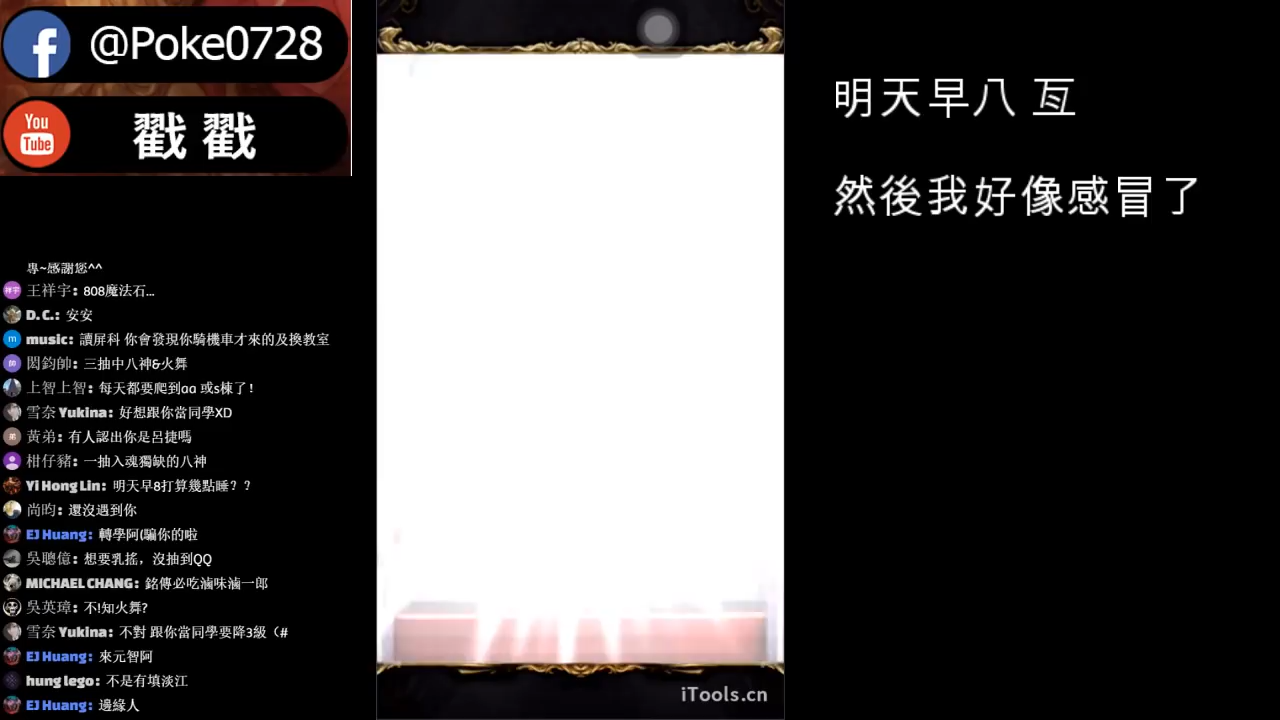 @Poke0728
You
Tube
戳 戳
專~感謝您^^
王祥宇: 808魔法石...
D.C.: 安安
music: 讀屏科 你會發現你騎機車才來的及換教室
閎鈞帥: 三抽中八神&火舞
上智上智: 每天都要爬到aa 或s棟了!
雪奈 Yukina: 好想跟你當同學XD
黃弟: 有人認出你是呂捷嗎
柑仔豬: 一抽入魂獨缺的八神
Yi Hong Lin: 明天早8打算幾點睡？？
尚昀: 還沒遇到你
EJ Huang: 轉學阿(騙你的啦
吳聰億: 想要乳搖，沒抽到QQ
MICHAEL CHANG: 銘傳必吃滷味滷一郎
吳英璋: 不!知火舞?
雪奈 Yukina: 不對 跟你當同學要降3級（#
EJ Huang: 來元智阿
hung lego: 不是有填淡江
EJ Huang: 邊緣人
明天早八 亙
然後我好像感冒了
iTools.cn